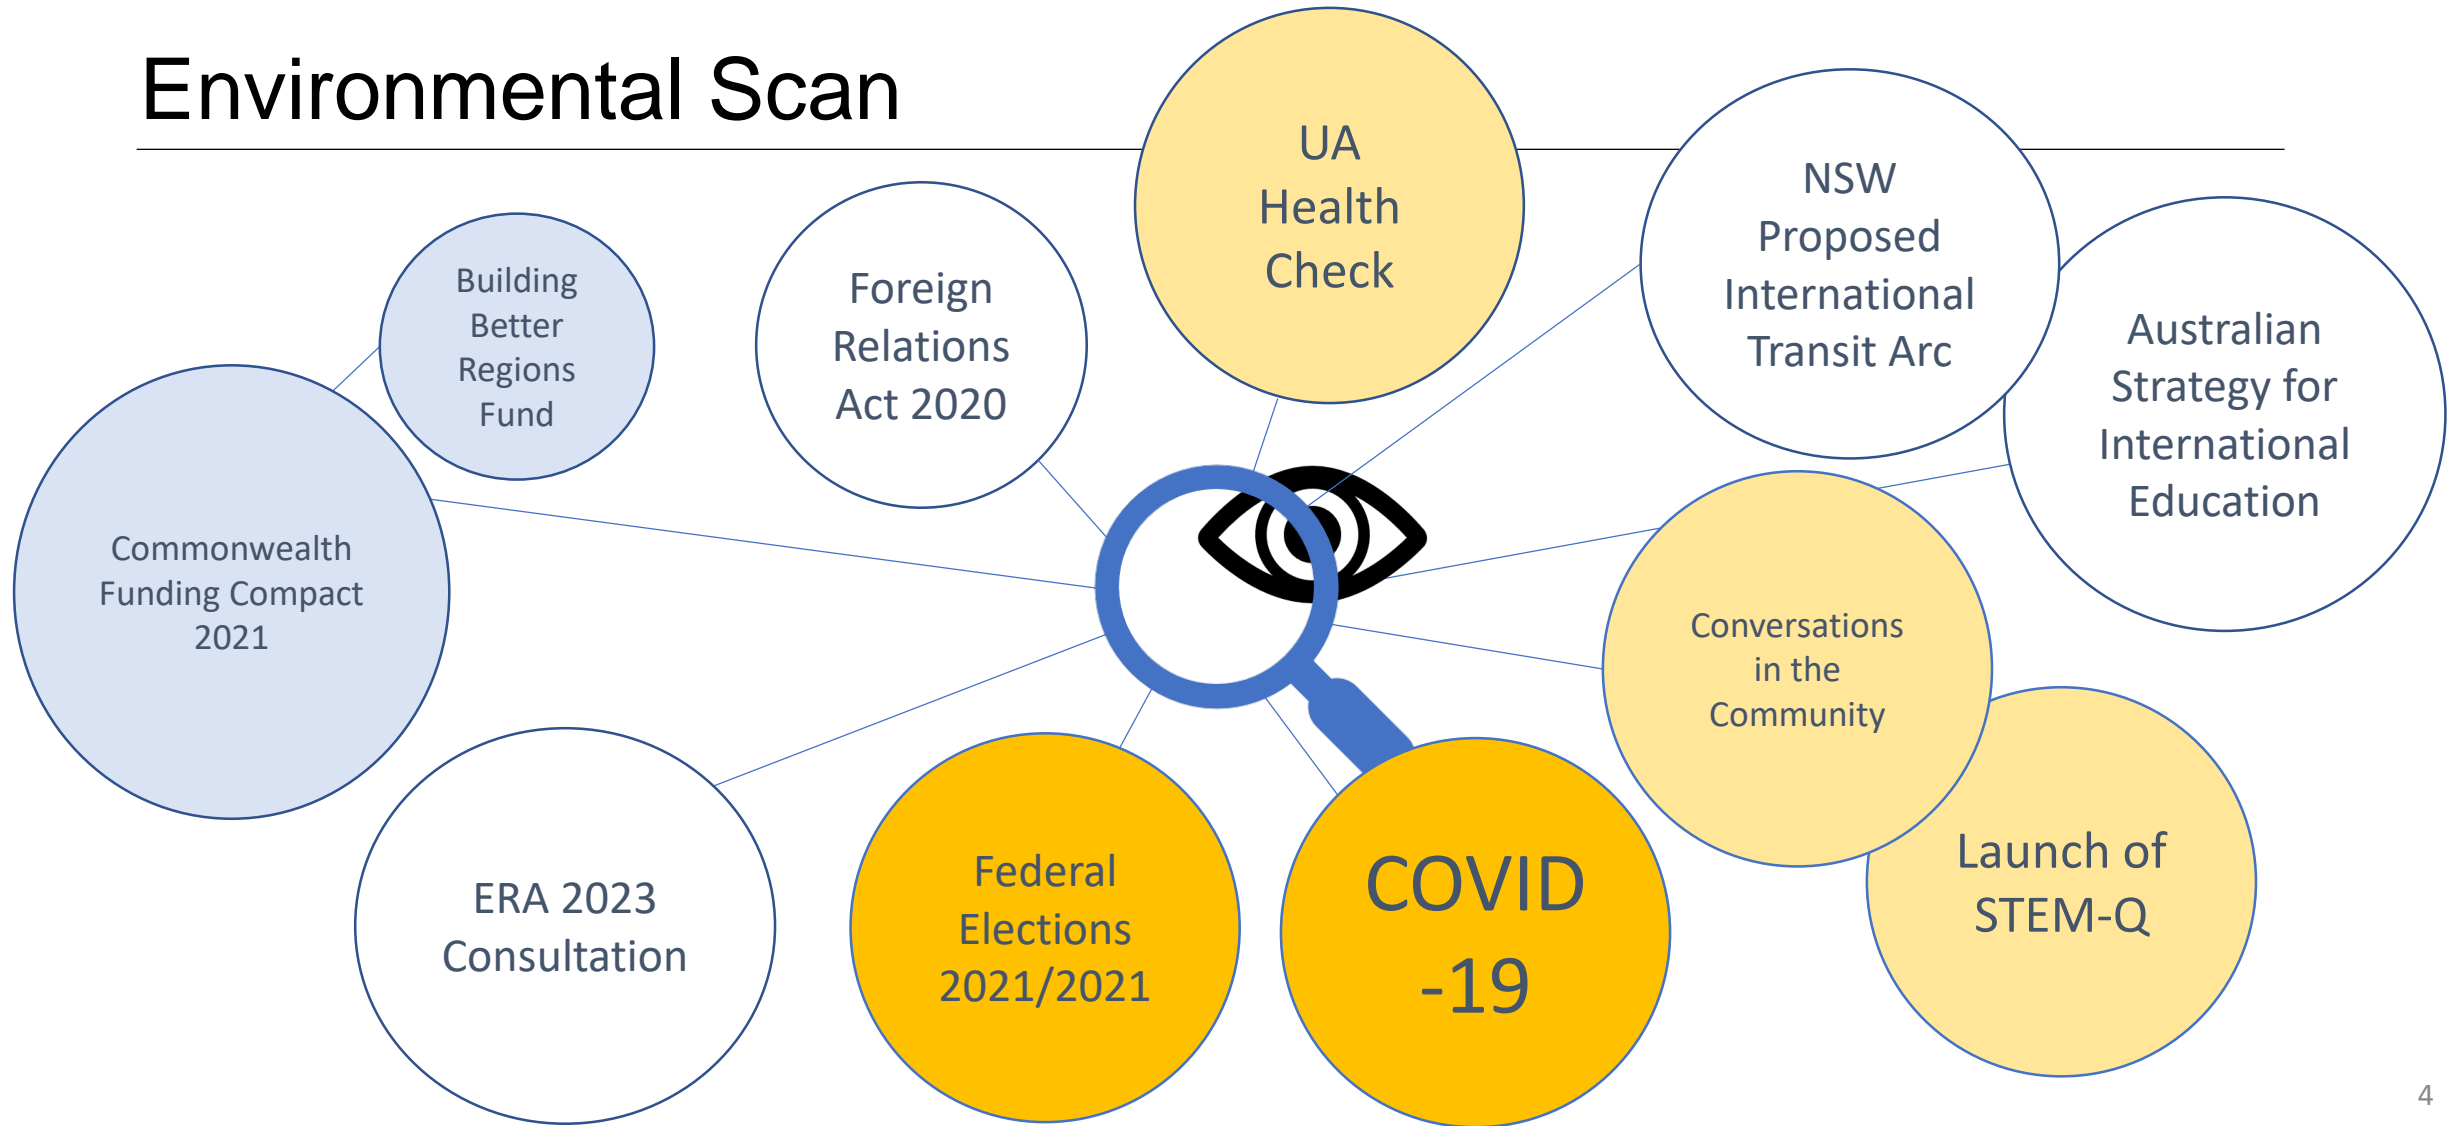 Environmental Scan
UA
Health
Check
NSW
Proposed
International
Transit Arc
Building
Better
Regions
Fund
Foreign
Relations
Act 2020
Australian
Strategy for
International
Education
Commonwealth
Funding Compact
2021
Conversations
in the
Community
ERA 2023
Consultation
Federal
Elections
2021/2021
COVID
-19
Launch of
STEM-Q
4